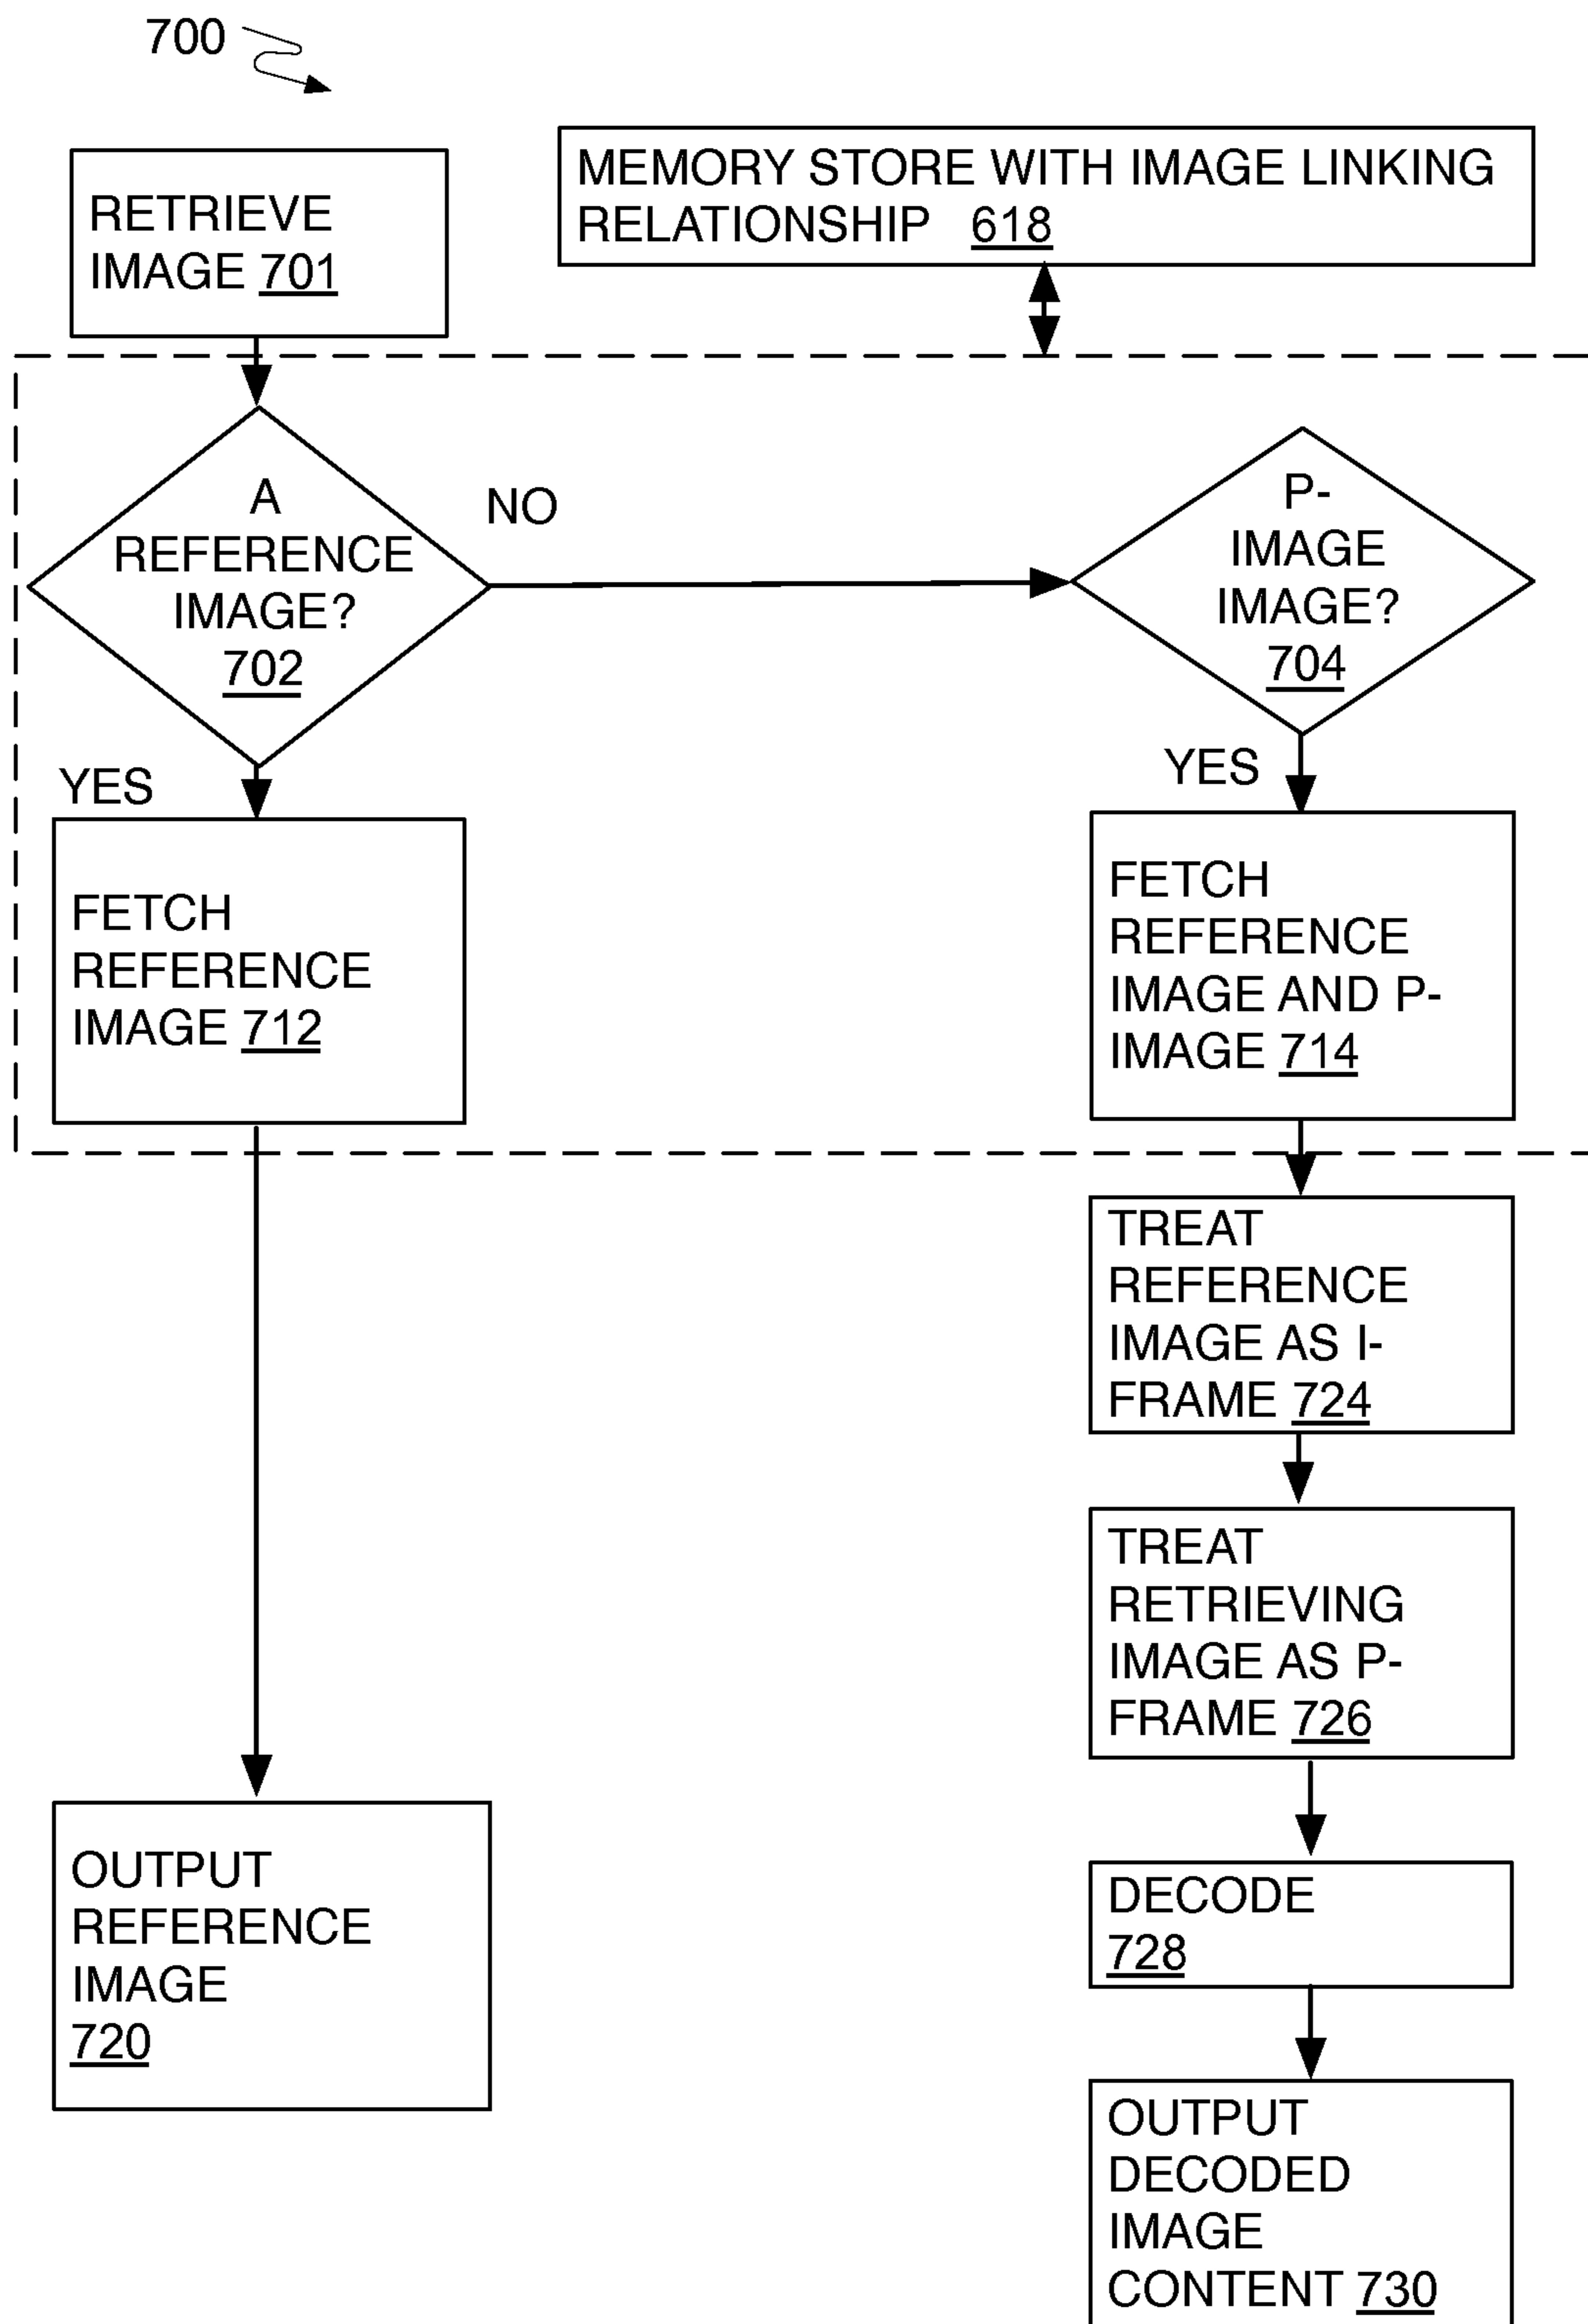 700
RETRIEVE
IMAGE 701
MEMORY STORE WITH IMAGE LINKING
RELATIONSHIP 618
A
REFERENCE
IMAGE?
702
NO
P-
IMAGE
IMAGE?
704
YES
YES
FETCH
REFERENCE
IMAGE 712
FETCH
REFERENCE
IMAGE AND P-
IMAGE 714
TREAT
REFERENCE
IMAGE AS I-
FRAME 724
TREAT
RETRIEVING
IMAGE AS P-
FRAME 726
OUTPUT
REFERENCE
IMAGE
720
DECODE
728
OUTPUT
DECODED
IMAGE
CONTENT 730